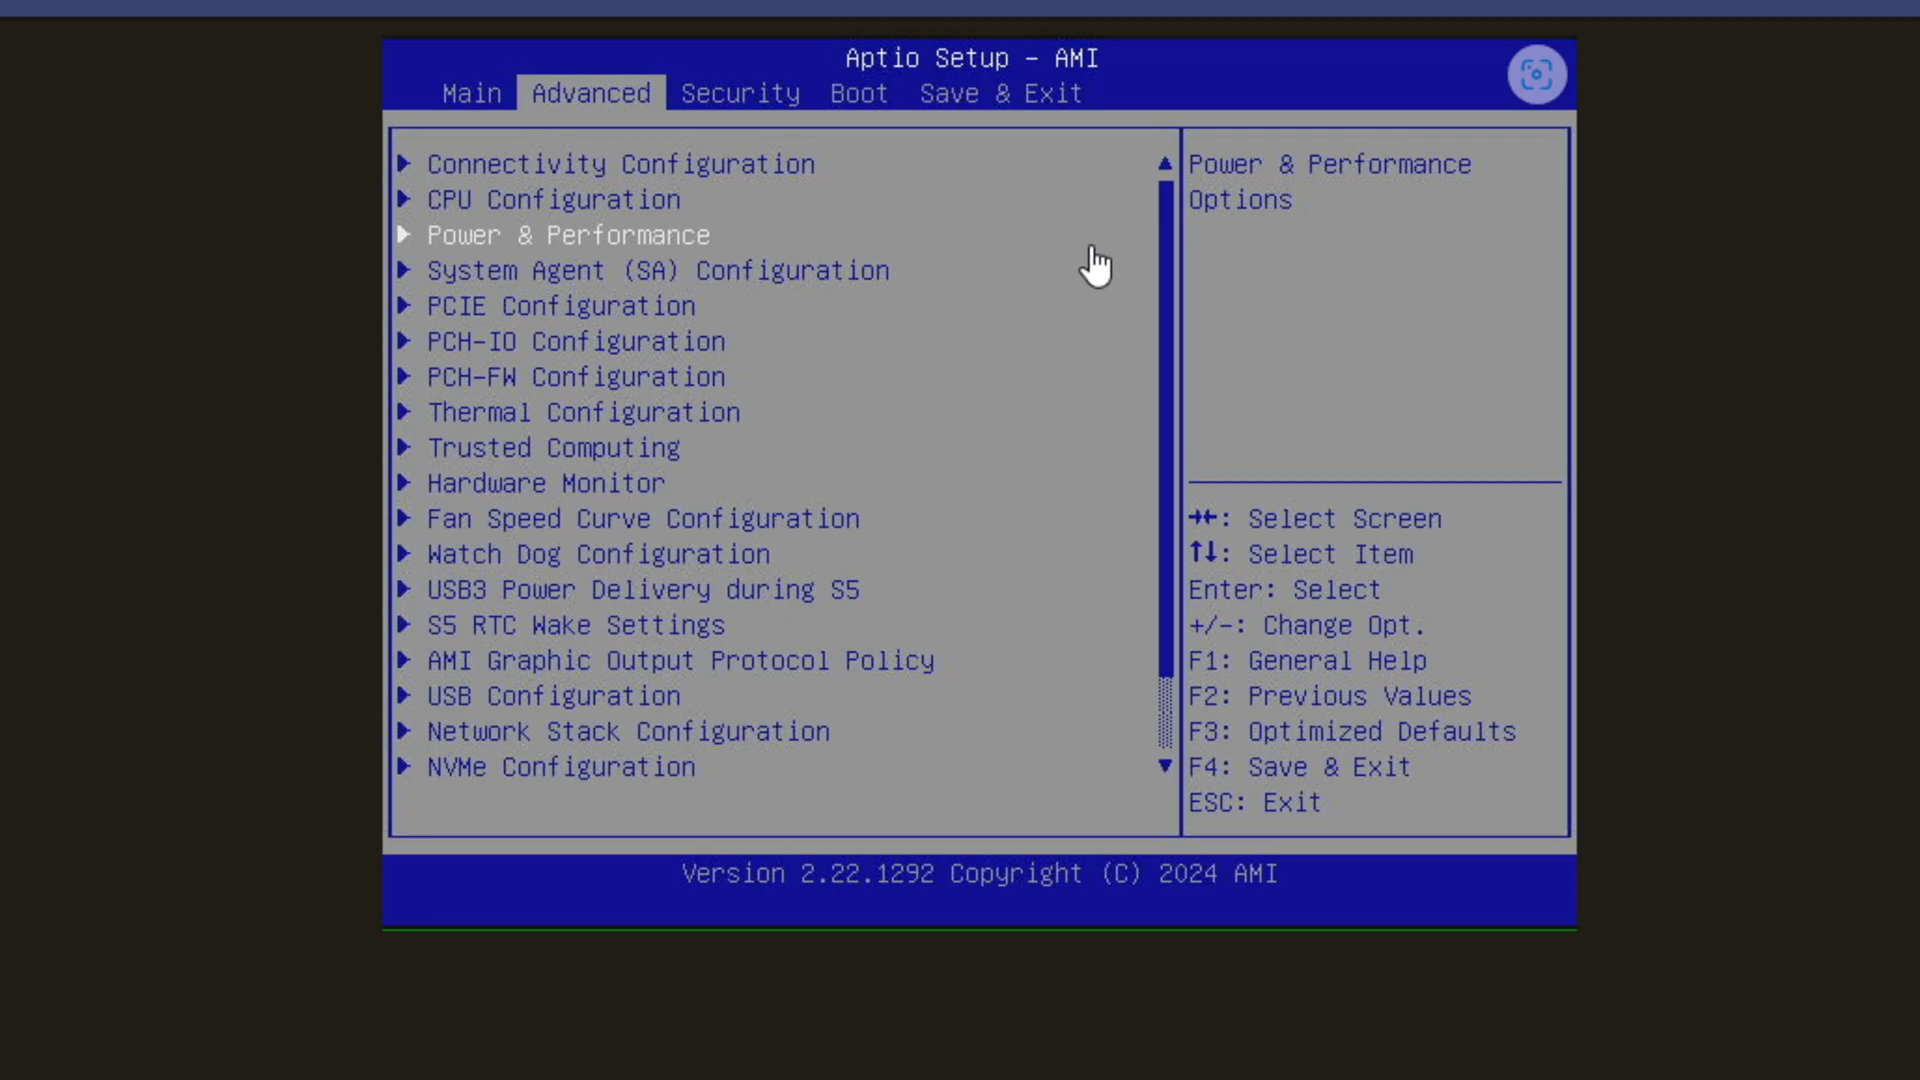 Aptio Setup - AMI
Main Advanced Security Boot Save & Exit
Connectivity Configuration
CPU Configuration
Power & Performance
System Agent (SA) Configuration
PCIE Configuration
PCH-IO Configuration
PCH-FW Configuration
Thermal Configuration
Trusted Computing
Hardware Monitor
Fan Speed Curve Configuration
Watch Dog Configuration
USB3 Power Delivery during S5
S5 RTC Wake Settings
AMI Graphic Output Protocol Policy
USB Configuration
Network Stack Configuration
NVMe Configuration
Power & Performance
Options
→←: Select Screen
↑↓: Select Item
Enter: Select
+/-: Change Opt.
F1: General Help
F2: Previous Values
F3: Optimized Defaults
F4: Save & Exit
ESC: Exit
Version 2.22.1292 Copyright (C) 2024 AMI